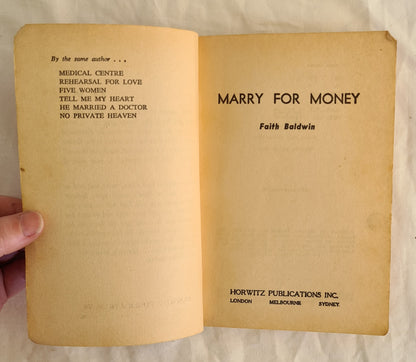 By the same author . . .
MEDICAL CENTRE
REHEARSAL FOR LOVE
FIVE WOMEN
TELL ME MY HEART
HE MARRIED A DOCTOR
NO PRIVATE HEAVEN
MARRY FOR MONEY
Faith Baldwin
HORWITZ PUBLICATIONS INC.
LONDON MELBOURNE SYDNEY.